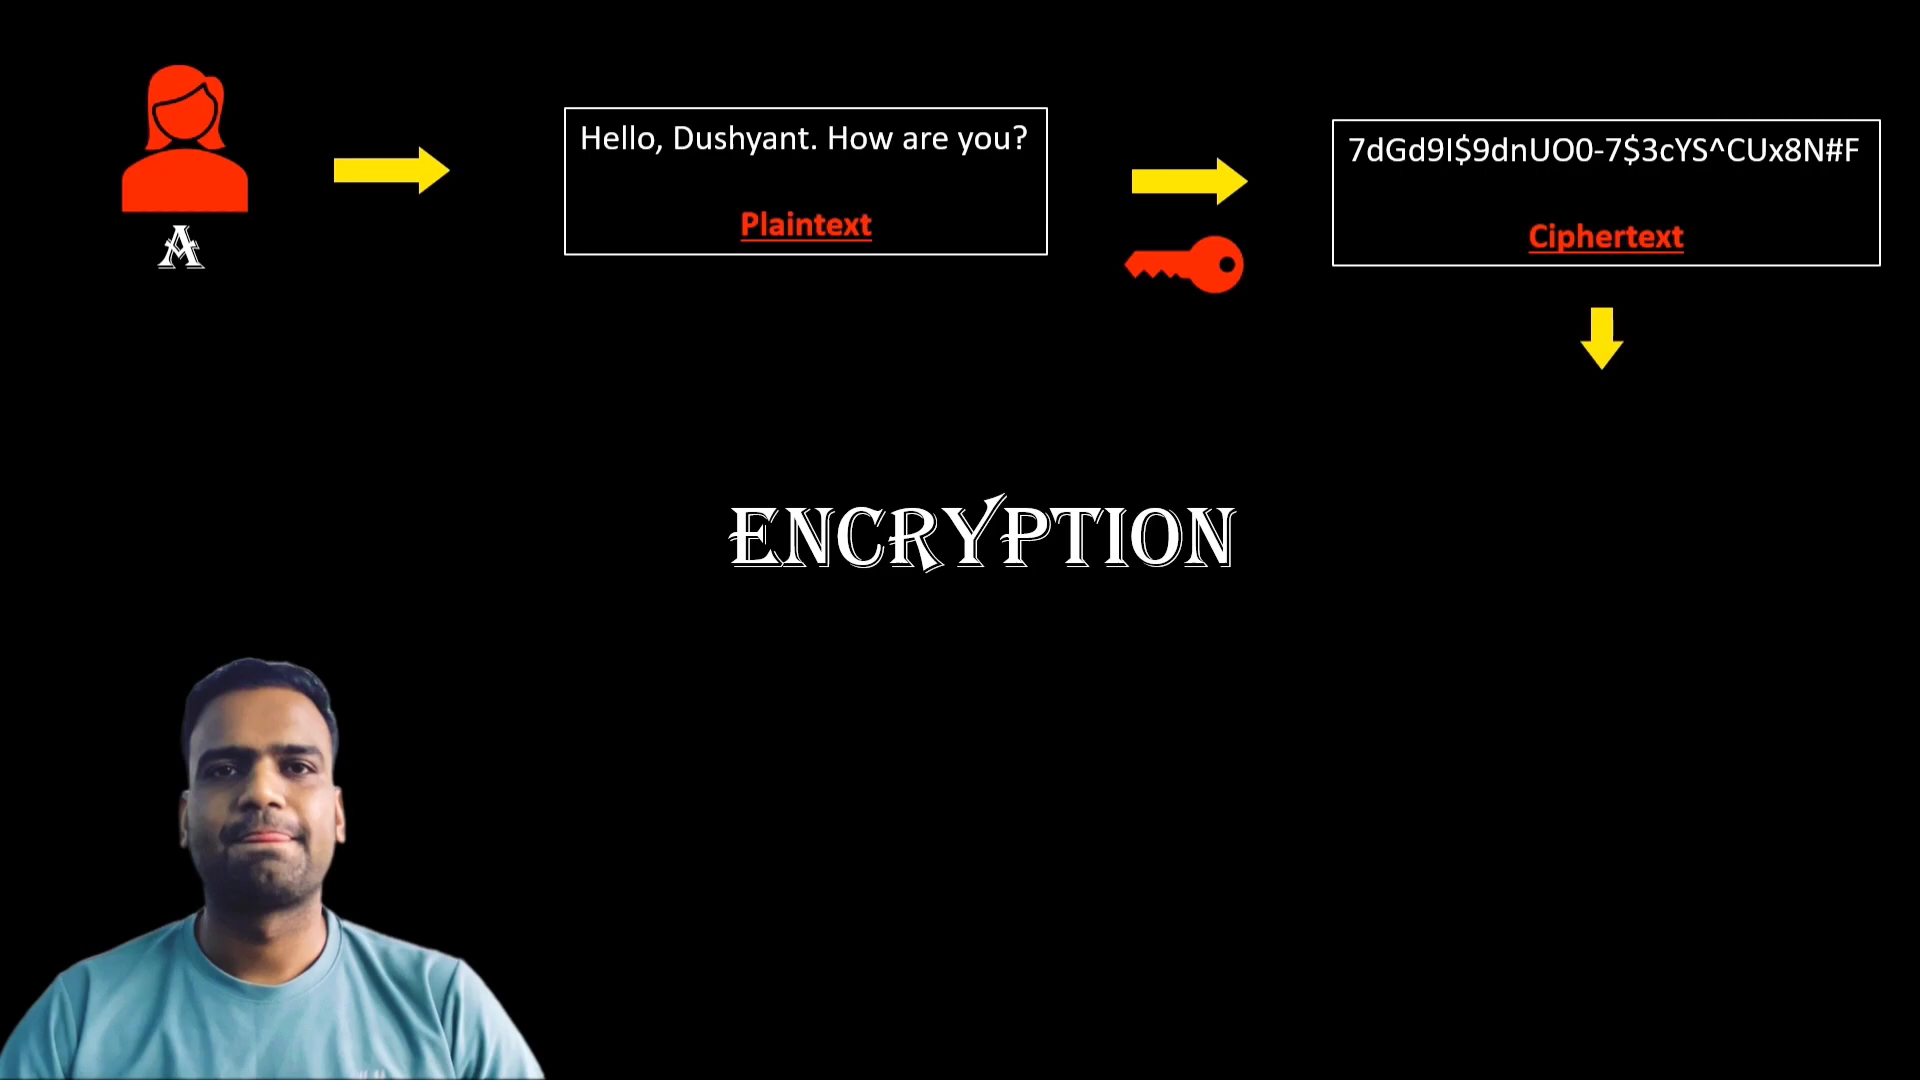 Hello, Dushyant. How are you?
Plaintext
7dGd9I$9dnUO0-7$3cYS^CUx8N#F
Ciphertext
A
ENCRYPTION